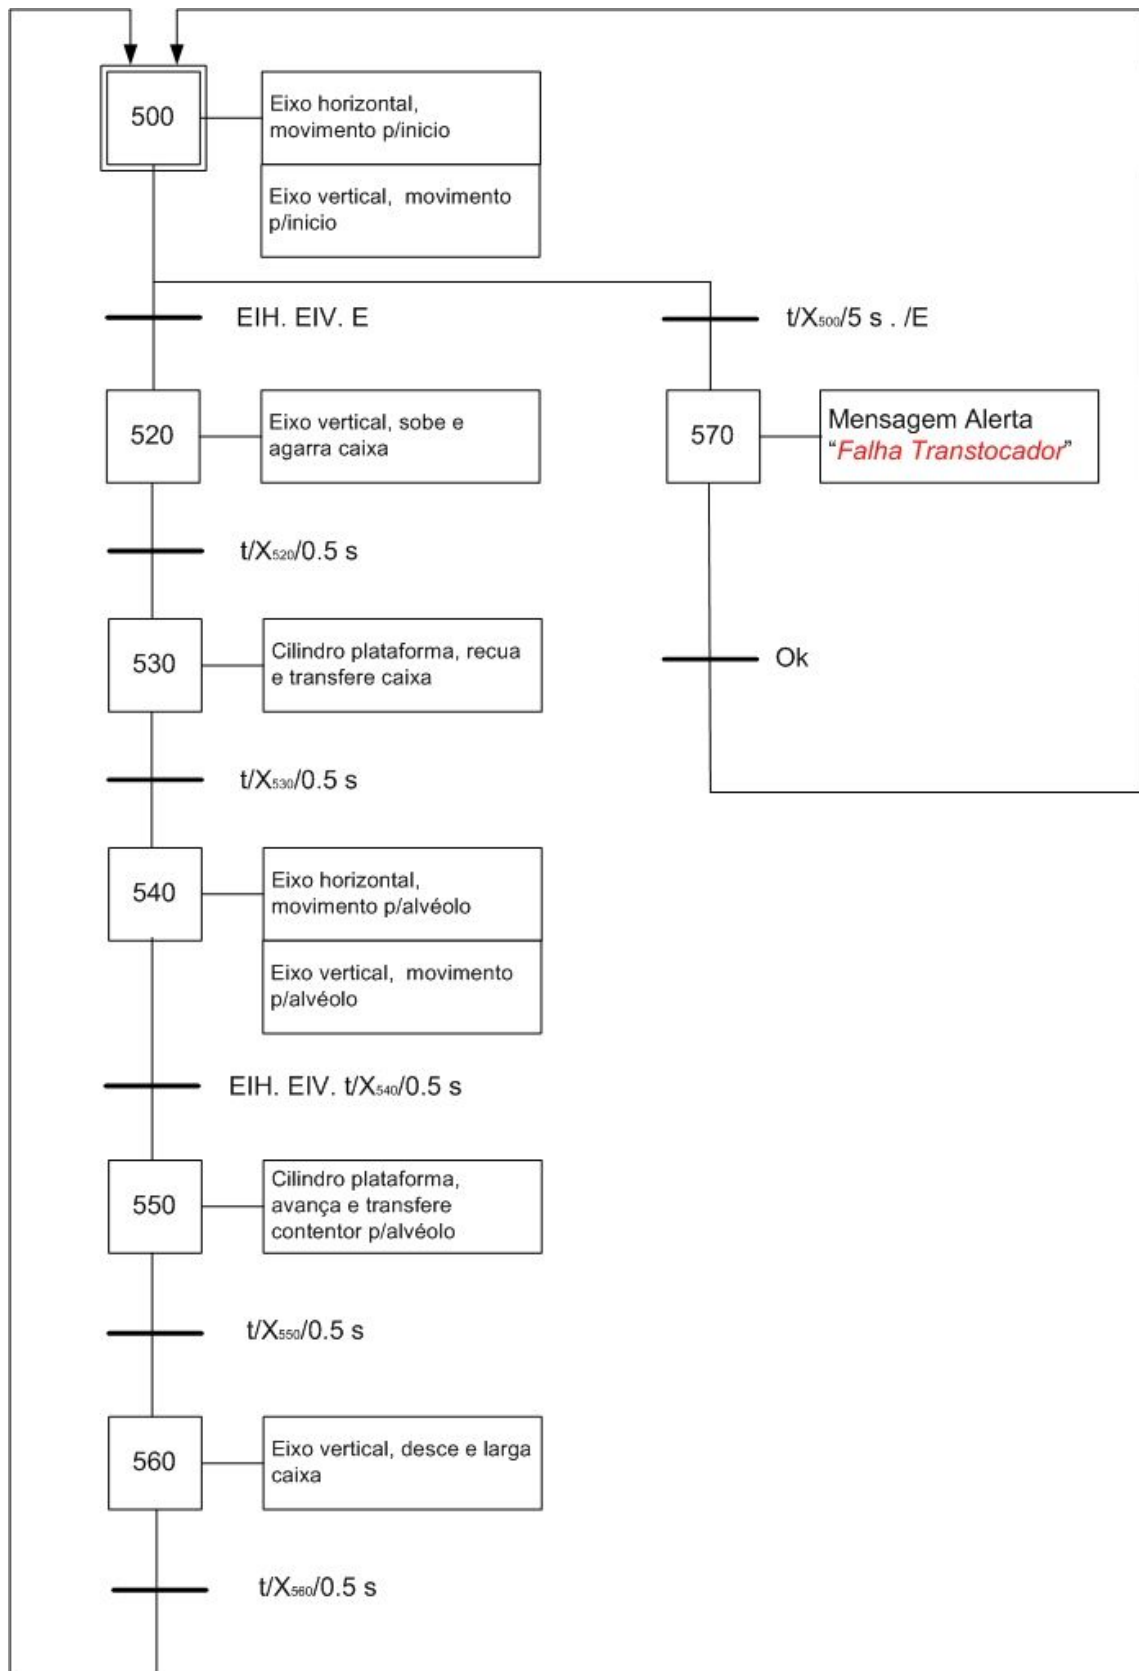 500
Eixo horizontal,
movimento p/inicio
Eixo vertical, movimento
p/inicio
EIH. EIV. E
t/X500/5 s . /E
520
Eixo vertical, sobe e
agarra caixa
570
Mensagem Alerta
“Falha Transtocador”
t/X520/0.5 s
530
Cilindro plataforma, recua
e transfere caixa
Ok
t/X530/0.5 s
540
Eixo horizontal,
movimento p/alvéolo
Eixo vertical, movimento
p/alvéolo
EIH. EIV. t/X540/0.5 s
550
Cilindro plataforma,
avança e transfere
contentor p/alvéolo
t/X550/0.5 s
560
Eixo vertical, desce e larga
caixa
t/X560/0.5 s